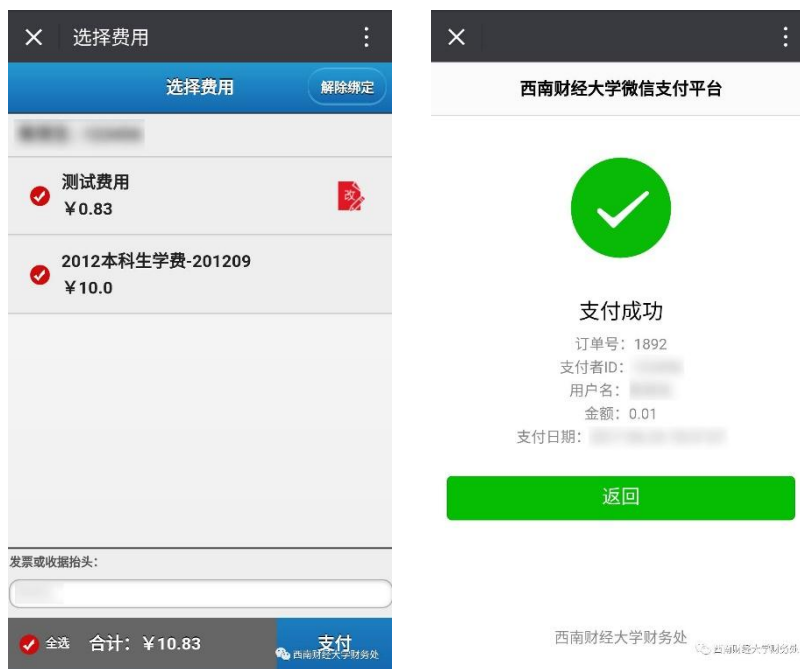 选择费用
选择费用
解除绑定
测试费用
¥0.83
改
2012本科生学费-201209
¥10.0
发票或收据抬头:
全选
合计: ¥10.83
支付
西南财经大学财务处
西南财经大学微信支付平台
支付成功
订单号: 1892
支付者ID:
用户名:
金额: 0.01
支付日期:
返回
西南财经大学财务处
西南财经大学财务处